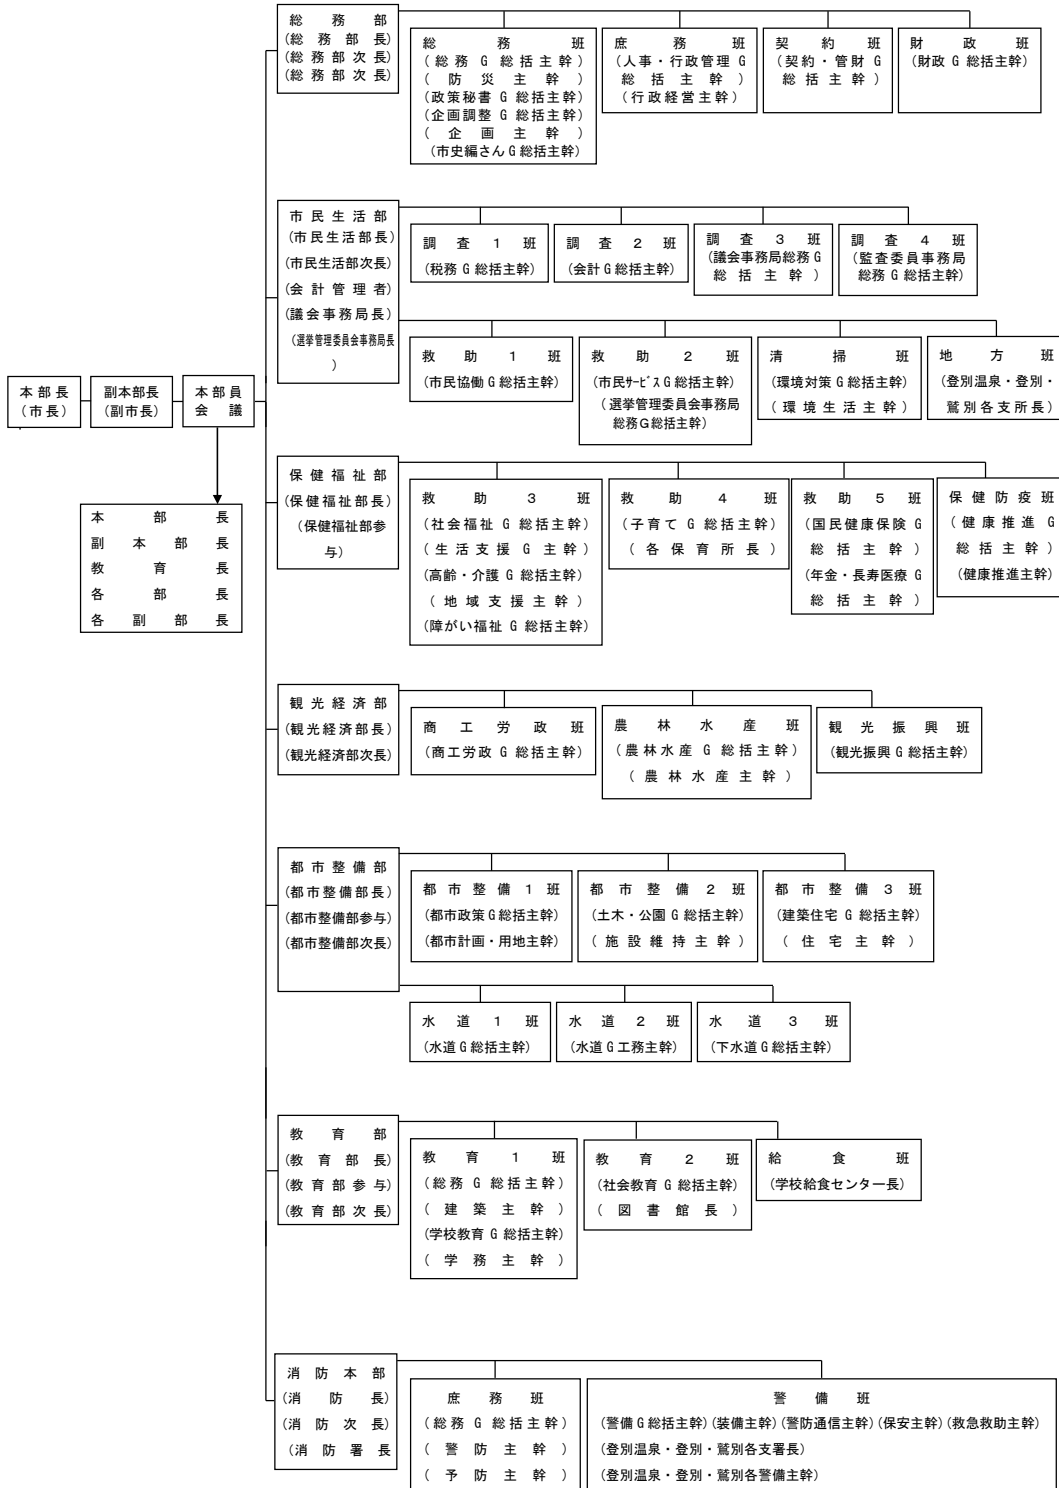 本部長
(市長)
副本部長
(副市長)
本部員
会議
本部長
副本部長
教育長
各部長
各副部長
総務部
(総務部長)
(総務部次長)
(総務部次長)
総務班
(総務G総括主幹)
(防災主幹)
(政策秘書G総括主幹)
(企画調整G総括主幹)
(企画主幹)
(市史編さんG総括主幹)
庶務班
(人事・行政管理G
総括主幹)
(行政経営主幹)
契約班
(契約・管財G
総括主幹)
財政班
(財政G総括主幹)
市民生活部
(市民生活部長)
(市民生活部次長)
(会計管理者)
(議会事務局長)
(選挙管理委員会事務局長
)
調査1班
(税務G総括主幹)
調査2班
(会計G総括主幹)
調査3班
(議会事務局総務G
総括主幹)
調査4班
(監査委員事務局
総務G総括主幹)
救助1班
(市民協働G総括主幹)
救助2班
(市民ｻｰﾋﾞｽG総括主幹)
(選挙管理委員会事務局
総務G総括主幹)
清掃班
(環境対策G総括主幹)
(環境生活主幹)
地方班
(登別温泉・登別・
鷲別各支所長)
保健福祉部
(保健福祉部長)
(保健福祉部参
与)
救助3班
(社会福祉G総括主幹)
(生活支援G主幹)
(高齢・介護G総括主幹)
(地域支援主幹)
(障がい福祉G総括主幹)
救助4班
(子育てG総括主幹)
(各保育所長)
救助5班
(国民健康保険G
総括主幹)
(年金・長寿医療G
総括主幹)
保健防疫班
(健康推進G
総括主幹)
(健康推進主幹)
観光経済部
(観光経済部長)
(観光経済部次長)
商工労政班
(商工労政G総括主幹)
農林水産班
(農林水産G総括主幹)
(農林水産主幹)
観光振興班
(観光振興G総括主幹)
都市整備部
(都市整備部長)
(都市整備部参与)
(都市整備部次長)
都市整備1班
(都市政策G総括主幹)
(都市計画・用地主幹)
都市整備2班
(土木・公園G総括主幹)
(施設維持主幹)
都市整備3班
(建築住宅G総括主幹)
(住宅主幹)
水道1班
(水道G総括主幹)
水道2班
(水道G工務主幹)
水道3班
(下水道G総括主幹)
教育部
(教育部長)
(教育部参与)
(教育部次長)
教育1班
(総務G総括主幹)
(建築主幹)
(学校教育G総括主幹)
(学務主幹)
教育2班
(社会教育G総括主幹)
(図書館長)
給食班
(学校給食センター長)
消防本部
(消防長)
(消防次長)
(消防署長
庶務班
(総務G総括主幹)
(警防主幹)
(予防主幹)
警備班
(警備G総括主幹)(装備主幹)(警防通信主幹)(保安主幹)(救急救助主幹)
(登別温泉・登別・鷲別各支署長)
(登別温泉・登別・鷲別各警備主幹)